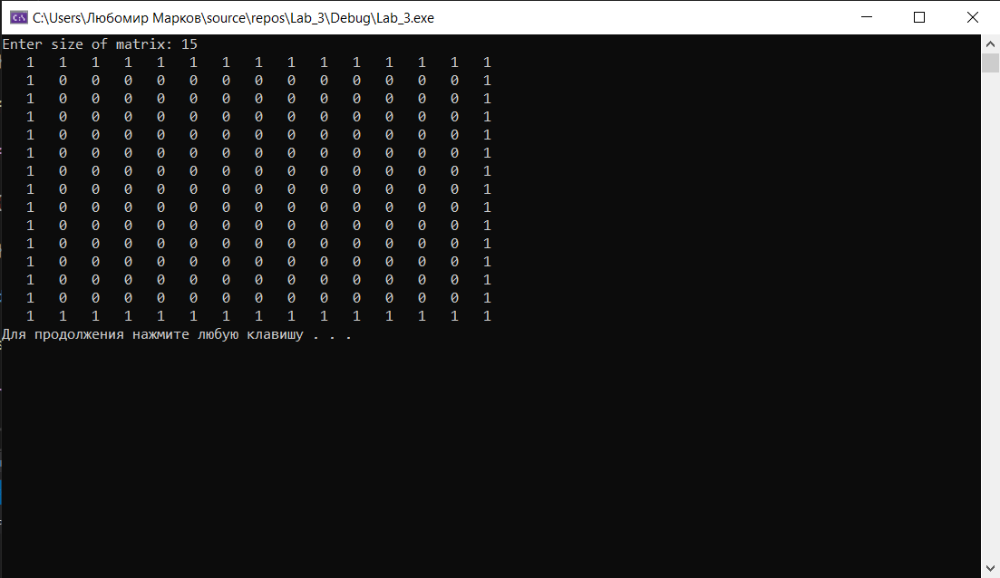 C:\Users\Любомир Марков\source\repos\Lab_3\Debug\Lab_3.exe
Enter size of matrix: 15
1 1 1 1 1 1 1 1 1 1 1 1 1 1 1
1 0 0 0 0 0 0 0 0 0 0 0 0 0 1
1 0 0 0 0 0 0 0 0 0 0 0 0 0 1
1 0 0 0 0 0 0 0 0 0 0 0 0 0 1
1 0 0 0 0 0 0 0 0 0 0 0 0 0 1
1 0 0 0 0 0 0 0 0 0 0 0 0 0 1
1 0 0 0 0 0 0 0 0 0 0 0 0 0 1
1 0 0 0 0 0 0 0 0 0 0 0 0 0 1
1 0 0 0 0 0 0 0 0 0 0 0 0 0 1
1 0 0 0 0 0 0 0 0 0 0 0 0 0 1
1 0 0 0 0 0 0 0 0 0 0 0 0 0 1
1 0 0 0 0 0 0 0 0 0 0 0 0 0 1
1 0 0 0 0 0 0 0 0 0 0 0 0 0 1
1 0 0 0 0 0 0 0 0 0 0 0 0 0 1
1 1 1 1 1 1 1 1 1 1 1 1 1 1 1
Для продолжения нажмите любую клавишу . . .